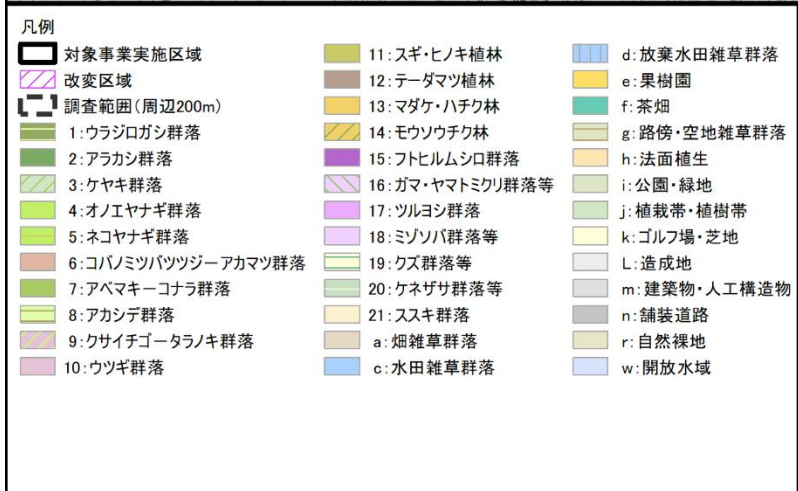 凡例
対象事業実施区域
改変区域
調査範囲(周辺200m)
1:ウラジロガシ群落
2:アラカシ群落
3:ケヤキ群落
4:オノエヤナギ群落
5:ネコヤナギ群落
6:コバノミツバツツジーアカマツ群落
7:アベマキーコナラ群落
8:アカシデ群落
9:クサイチゴータラノキ群落
10:ウツギ群落
11:スギ・ヒノキ植林
12:テーダマツ植林
13:マダケ・ハチク林
14:モウソウチク林
15:フトヒルムシロ群落
16:ガマ・ヤマトミクリ群落等
17:ツルヨシ群落
18:ミゾソバ群落等
19:クズ群落等
20:ケネザサ群落等
21:ススキ群落
a:畑雑草群落
c:水田雑草群落
d:放棄水田雑草群落
e:果樹園
f:茶畑
g:路傍・空地雑草群落
h:法面植生
i:公園・緑地
j:植栽帯・植樹帯
k:ゴルフ場・芝地
L:造成地
m:建築物・人工構造物
n:舗装道路
r:自然裸地
w:開放水域